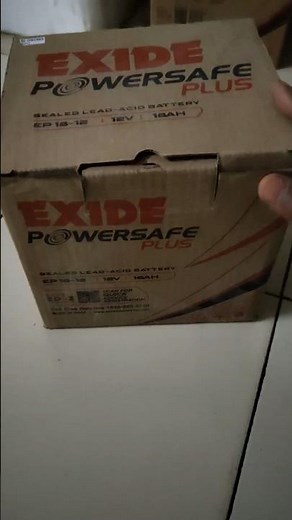 EXIDE
POWERSAFE
PLUS
SEALED LEAD-ACID BATTERY
EP 18-12 12V 18AH
EXIDE
POWERSAFE
PLUS
SEALED LEAD-ACID BATTERY
EP 18-12 12V 18AH